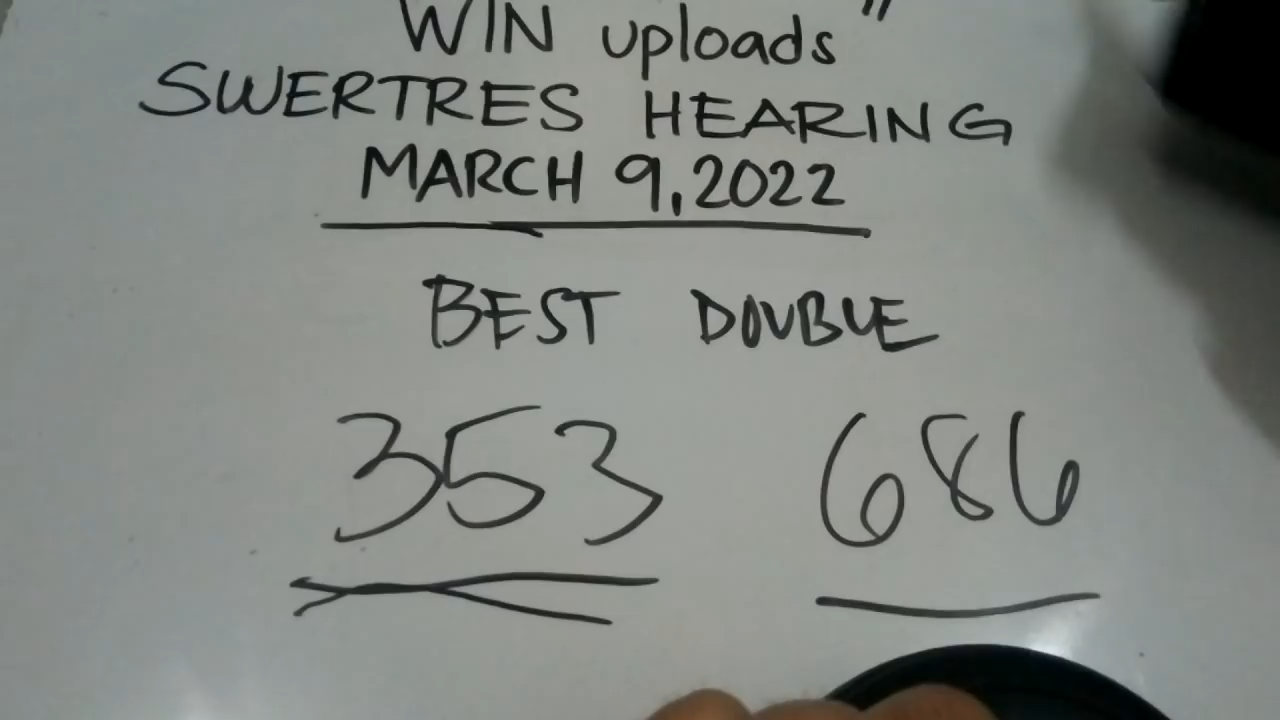 WIN uploads"
SWERTRES HEARING
MARCH 9, 2022
BEST DOUBLE
353 686